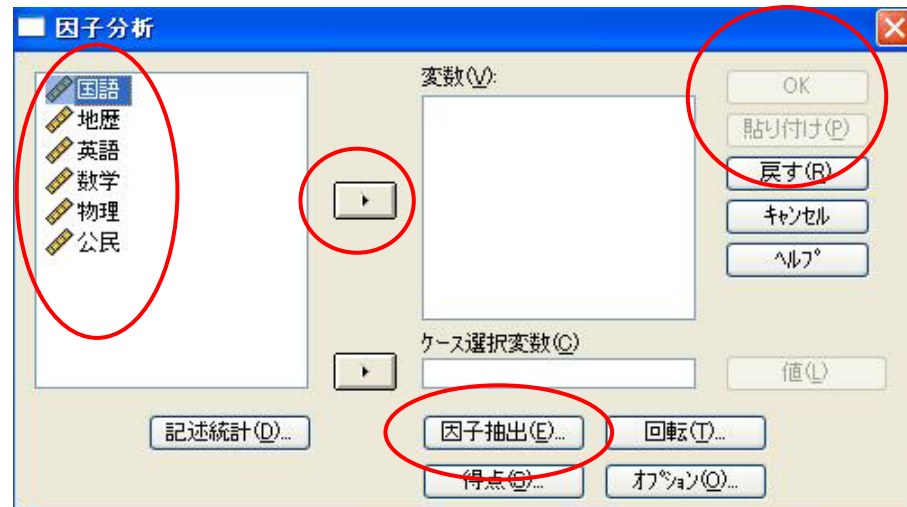 因子分析
国語
地歴
英語
数学
物理
公民
変数(V):
OK
貼り付け(P)
戻す(R)
キャンセル
ヘルプ
ケース選択変数(C)
値(L)
記述統計(D)...
因子抽出(E)...
回転(T)...
得点(S)...
オプション(O)...